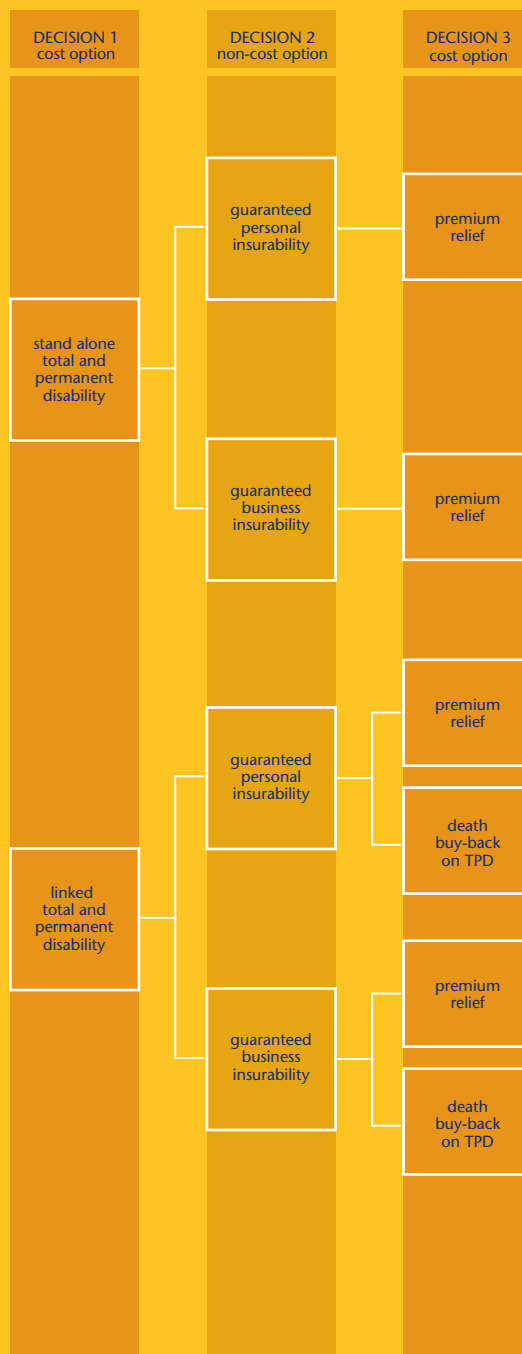 DECISION 1
cost option
DECISION 2
non-cost option
DECISION 3
cost option
stand alone
total and
permanent
disability
guaranteed
personal
insurability
premium
relief
guaranteed
business
insurability
premium
relief
linked
total and
permanent
disability
guaranteed
personal
insurability
premium
relief
death
buy-back
on TPD
guaranteed
business
insurability
premium
relief
death
buy-back
on TPD